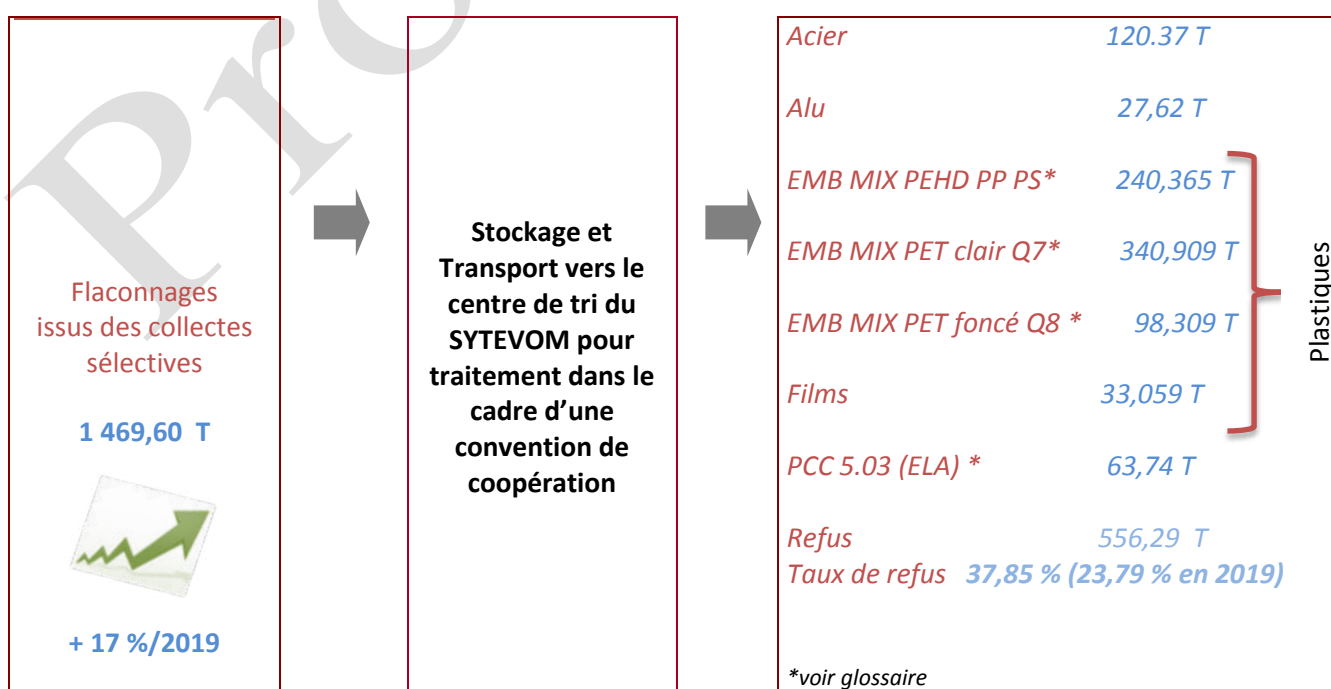 Pro
Flaconnages
issus des collectes
sélectives
1 469,60 T
+ 17 %/2019
Stockage et
Transport vers le
centre de tri du
SYTEVOM pour
traitement dans le
cadre d’une
convention de
coopération
Acier 120.37 T
Alu 27,62 T
EMB MIX PEHD PP PS* 240,365 T
EMB MIX PET clair Q7* 340,909 T
EMB MIX PET foncé Q8 * 98,309 T
Films 33,059 T
Plastiques
PCC 5.03 (ELA) * 63,74 T
Refus 556,29 T
Taux de refus 37,85 % (23,79 % en 2019)
*voir glossaire